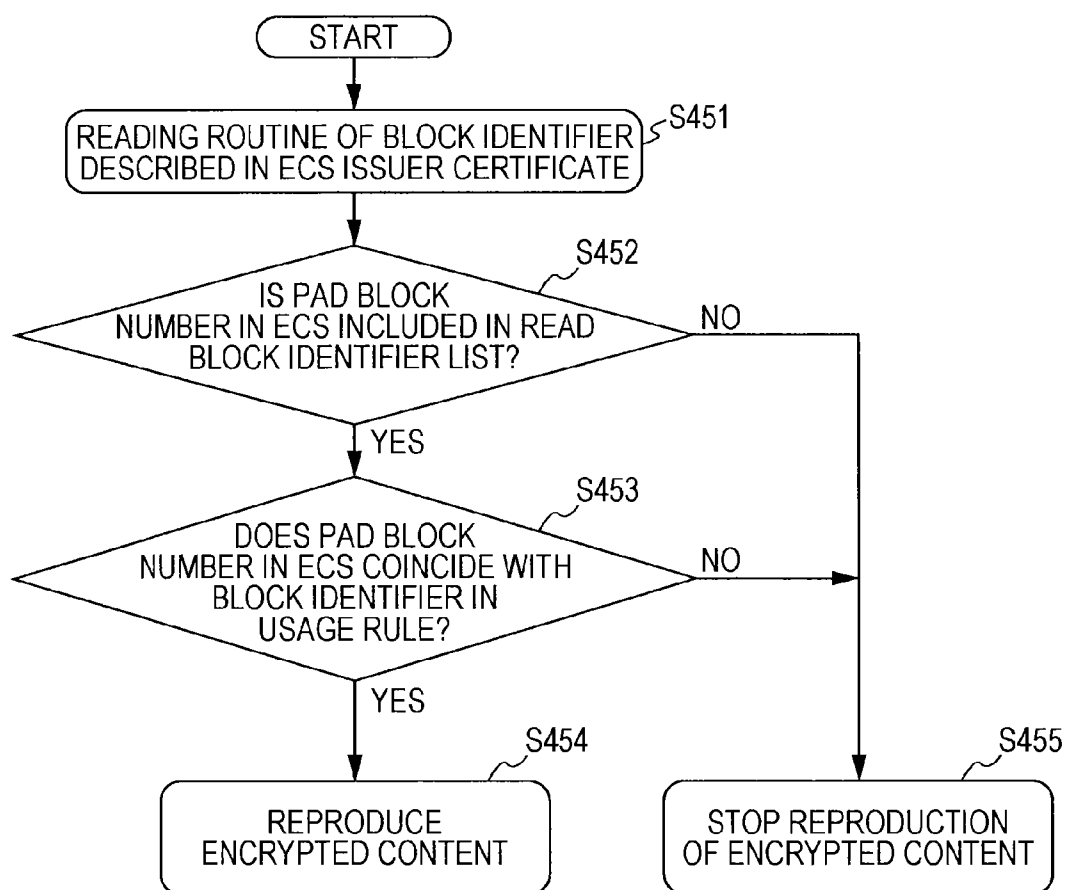 START
S451
READING ROUTINE OF BLOCK IDENTIFIER
DESCRIBED IN ECS ISSUER CERTIFICATE
S452
IS PAD BLOCK
NUMBER IN ECS INCLUDED IN READ
BLOCK IDENTIFIER LIST?
NO
YES
S453
DOES PAD BLOCK
NUMBER IN ECS COINCIDE WITH
BLOCK IDENTIFIER IN
USAGE RULE?
NO
YES
S454
REPRODUCE
ENCRYPTED CONTENT
S455
STOP REPRODUCTION
OF ENCRYPTED CONTENT